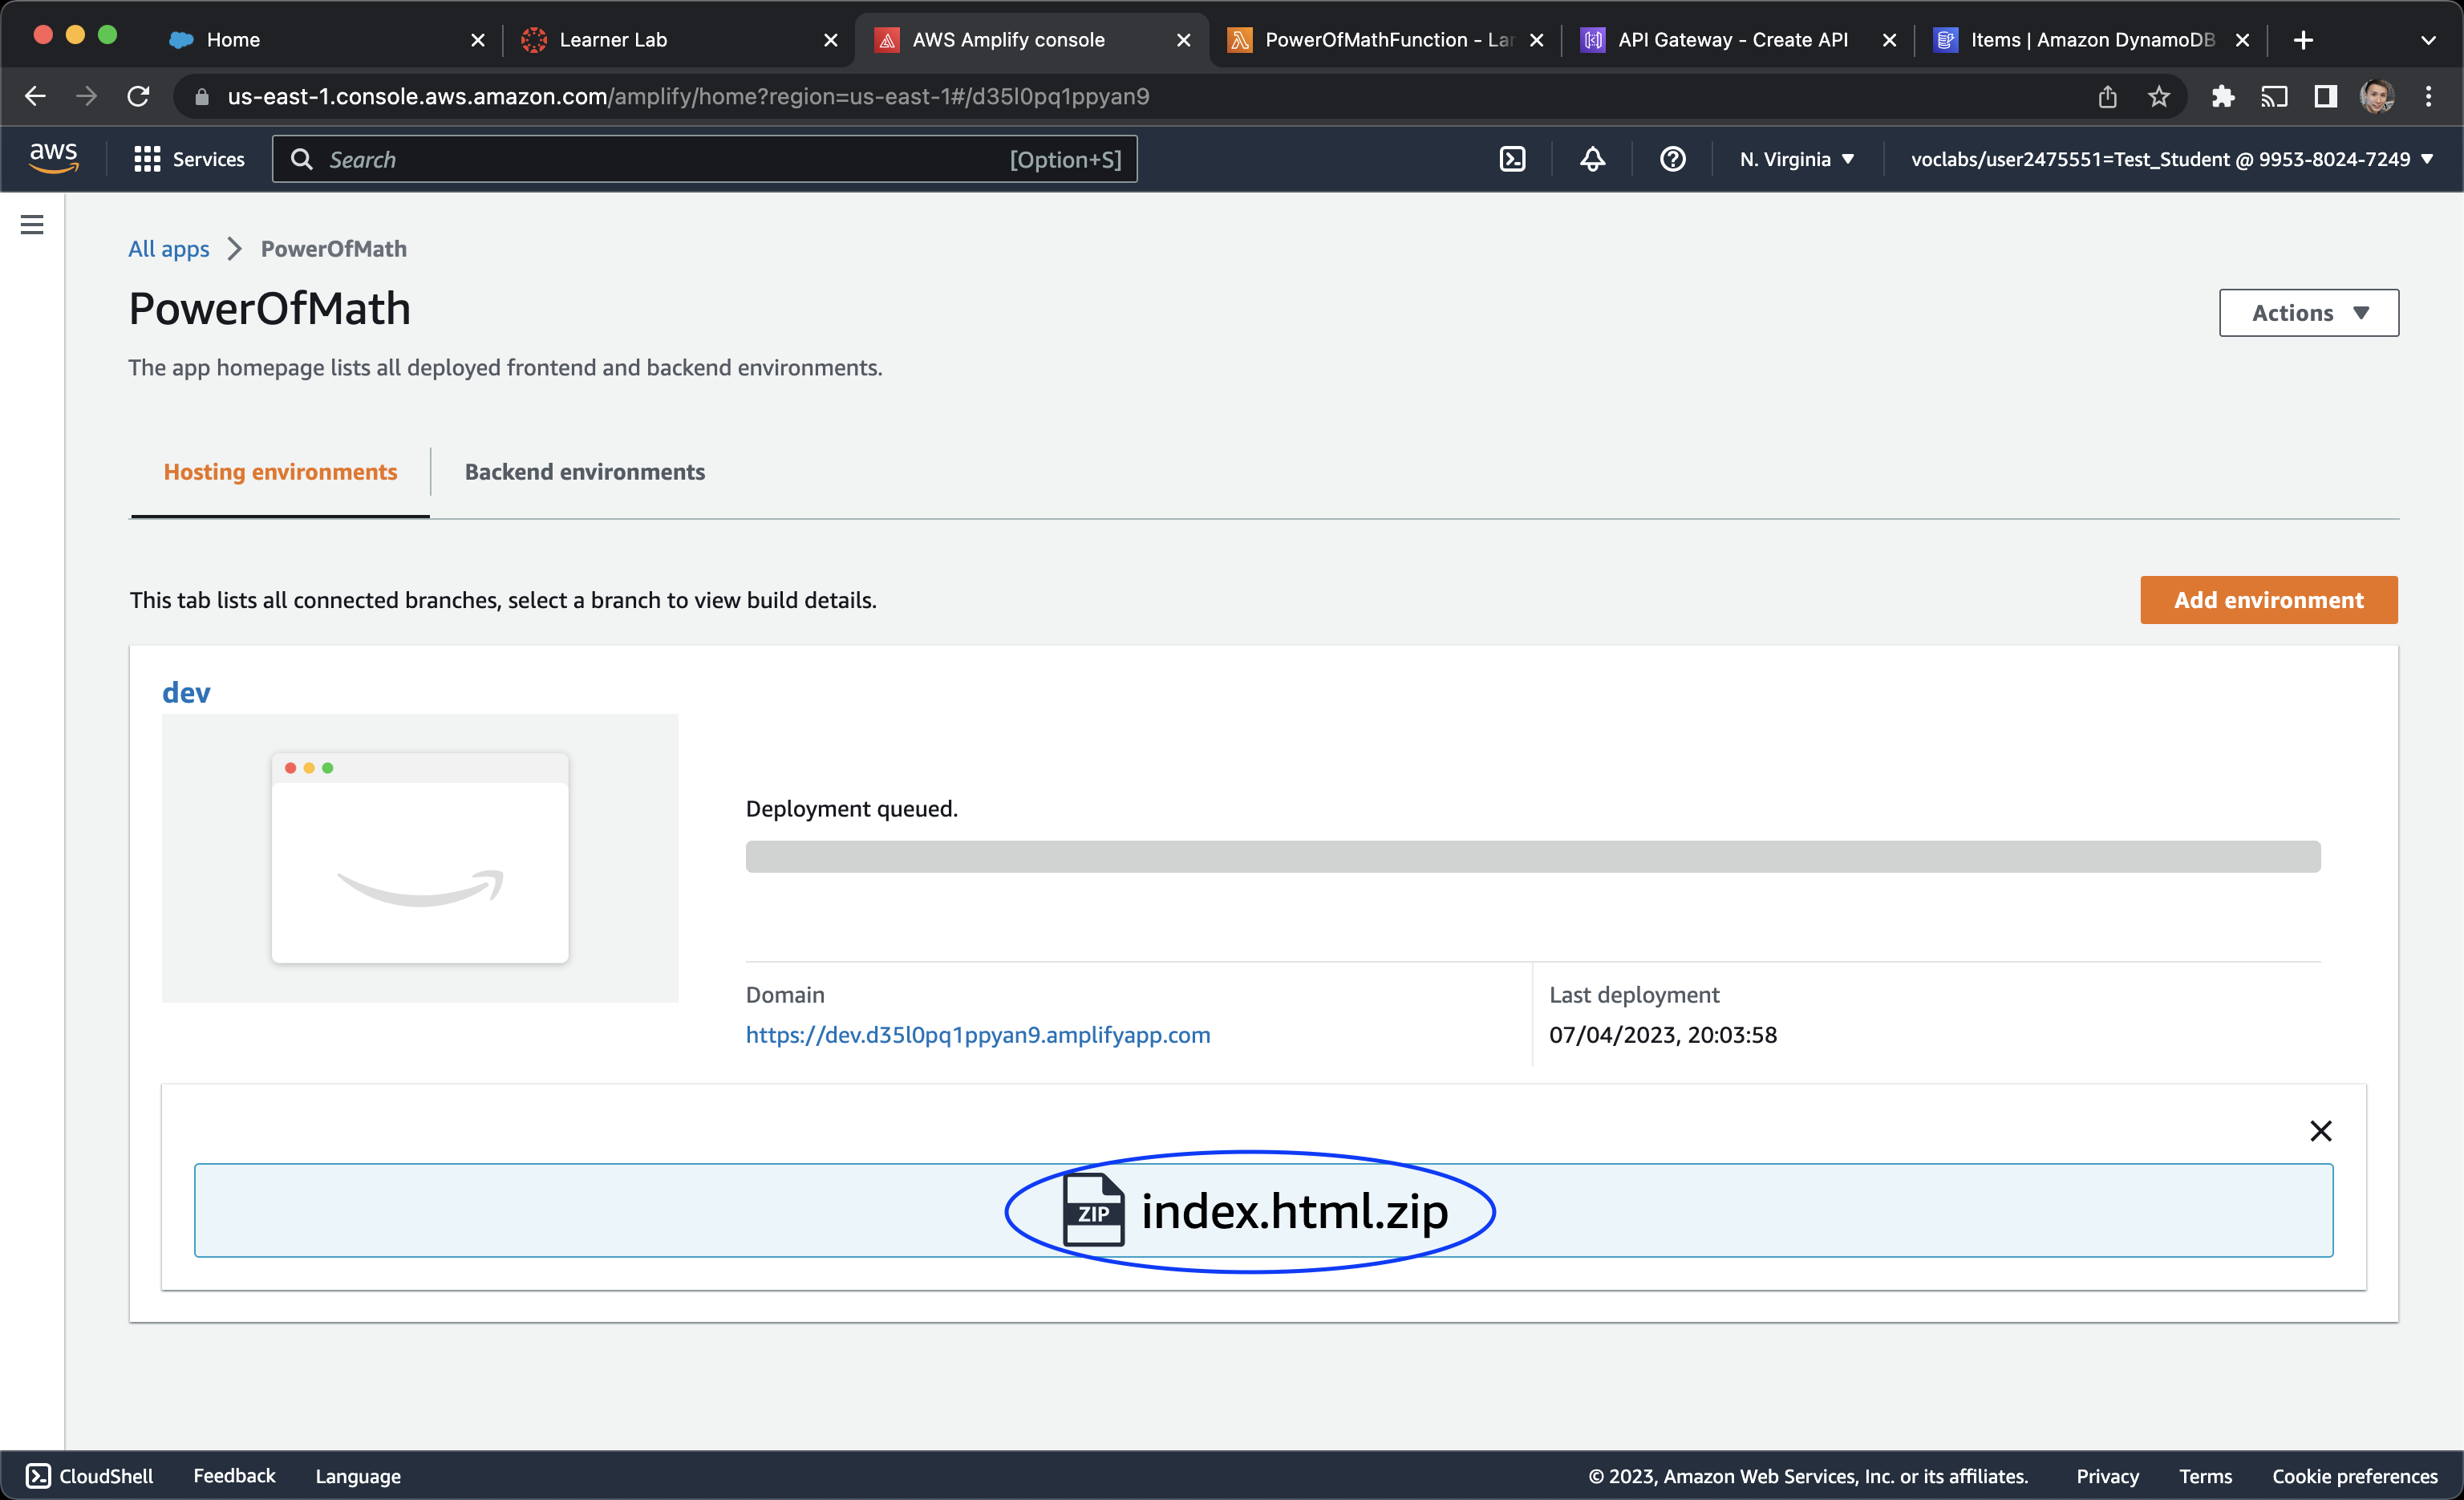 Home
Learner Lab
AWS Amplify console
PowerOfMathFunction - Lar
API Gateway - Create API
Items | Amazon DynamoDB
us-east-1.console.aws.amazon.com/amplify/home?region=us-east-1#/d35l0pq1ppyan9
aws
Services
Search
[Option+S]
N. Virginia
voclabs/user2475551=Test_Student @ 9953-8024-7249
All apps
PowerOfMath
PowerOfMath
Actions
The app homepage lists all deployed frontend and backend environments.
Hosting environments
Backend environments
This tab lists all connected branches, select a branch to view build details.
Add environment
dev
Deployment queued.
Domain
Last deployment
https://dev.d35l0pq1ppyan9.amplifyapp.com
07/04/2023, 20:03:58
ZIP index.html.zip
CloudShell
Feedback
Language
© 2023, Amazon Web Services, Inc. or its affiliates.
Privacy
Terms
Cookie preferences